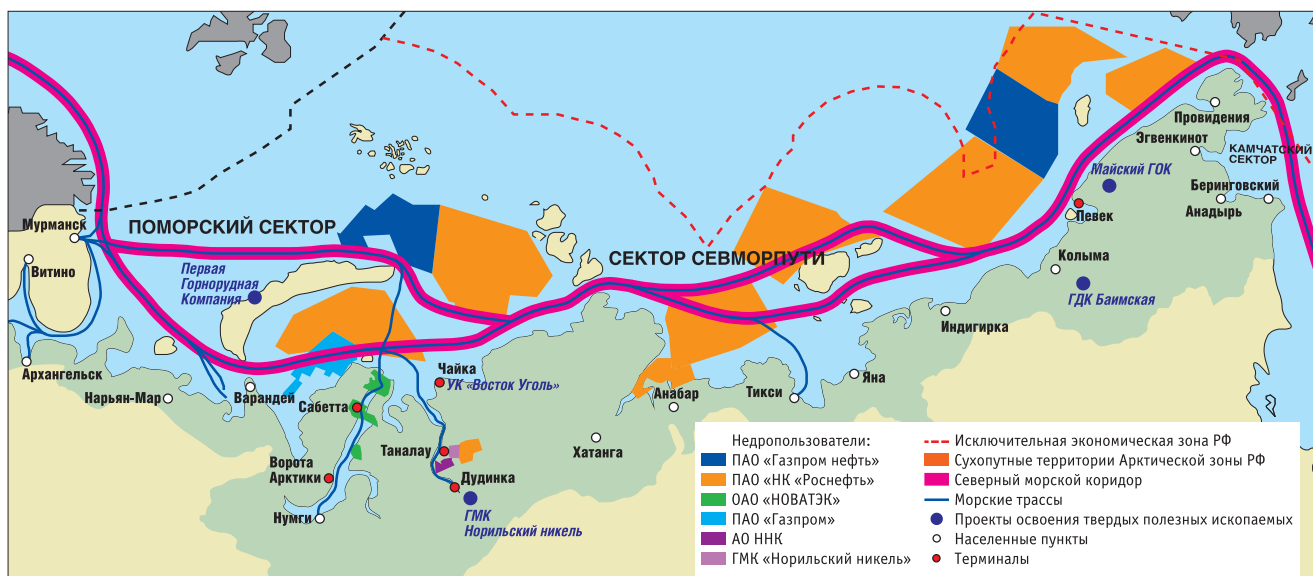 Провидения
Эгвенкинот
КАМЧАТСКИЙ
СЕКТОР
Майский ГОК
Беринговский
Анадырь
Певек
Мурманск
ПОМОРСКИЙ СЕКТОР
Витино
СЕКТОР СЕВМОРПУТИ
Колыма
Первая
Горнорудная
Компания
ГДК Баимская
Индигирка
Архангельск
Чайка
УК «Восток Уголь»
Яна
Нарьян-Мар
Варандей
Анабар
Тикси
Сабетта
Таналау
Хатанга
Ворота
Арктики
Дудинка
Нумги
ГМК
Норильский никель
Недропользователи:
ПАО «Газпром нефть»
ПАО «НК «Роснефть»
ОАО «НОВАТЭК»
ПАО «Газпром»
АО ННК
ГМК «Норильский никель»
Исключительная экономическая зона РФ
Сухопутные территории Арктической зоны РФ
Северный морской коридор
Морские трассы
Проекты освоения твердых полезных ископаемых
Населенные пункты
Терминалы